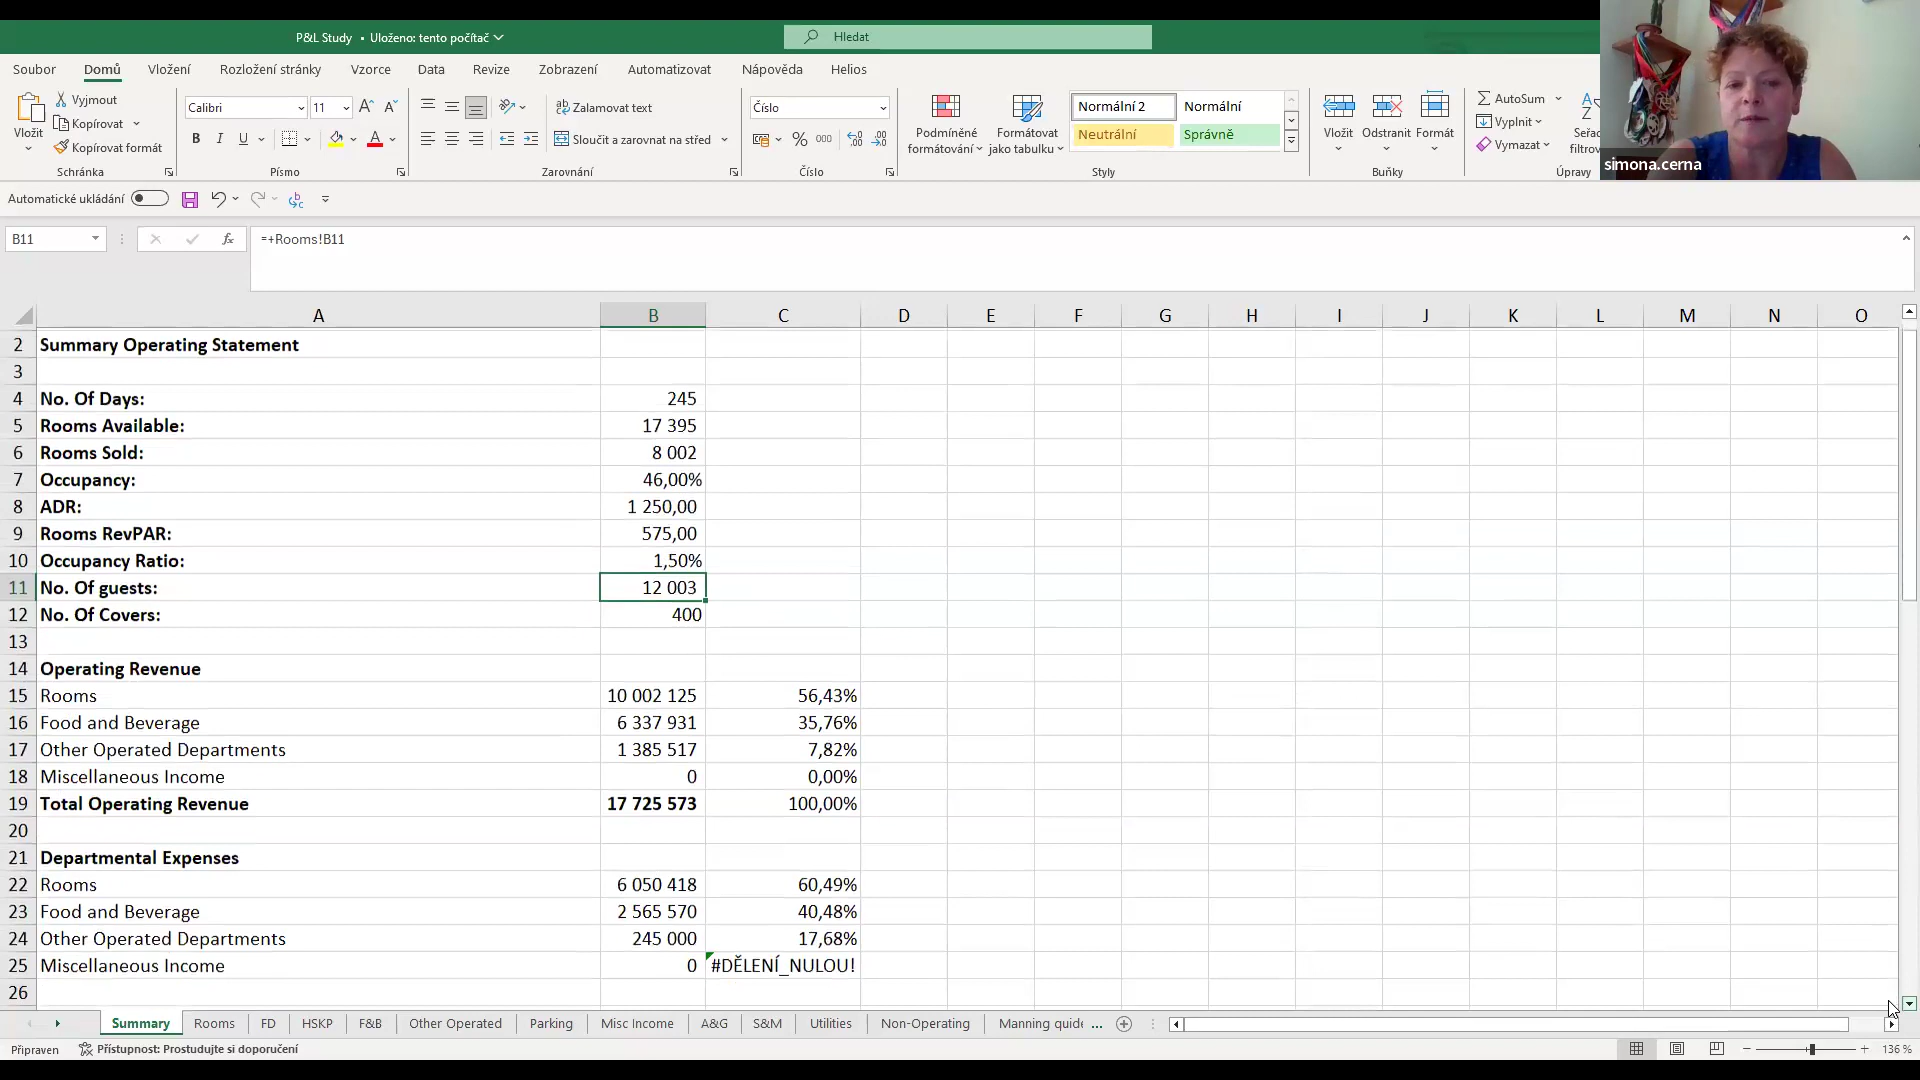 P&L Study • Uloženo: tento počítač
Hledat
Soubor Domů Vložení Rozložení stránky Vzorce Data Revize Zobrazení Automatizovat Nápověda Helios
Vložit
Vyjmout
Kopírovat
Kopírovat formát
Schránka
Calibri 11
B I U
Písmo
Zalamovat text
Sloučit a zarovnat na střed
Zarovnání
Číslo
% 000
Číslo
Podmíněné formátování
Formátovat jako tabulku
Normální 2 Normální
Neutrální Správně
Styly
Vložit Odstranit Formát
Buňky
AutoSum
Vyplnit
Vymazat
Seřa
filtrov
Úpravy
simona.cerna
Automatické ukládání
B11 fx =+Rooms!B11
A B C D E F G H I J K L M N O
2 Summary Operating Statement
3
4 No. Of Days: 245
5 Rooms Available: 17 395
6 Rooms Sold: 8 002
7 Occupancy: 46,00%
8 ADR: 1 250,00
9 Rooms RevPAR: 575,00
10 Occupancy Ratio: 1,50%
11 No. Of guests: 12 003
12 No. Of Covers: 400
13
14 Operating Revenue
15 Rooms 10 002 125 56,43%
16 Food and Beverage 6 337 931 35,76%
17 Other Operated Departments 1 385 517 7,82%
18 Miscellaneous Income 0 0,00%
19 Total Operating Revenue 17 725 573 100,00%
20
21 Departmental Expenses
22 Rooms 6 050 418 60,49%
23 Food and Beverage 2 565 570 40,48%
24 Other Operated Departments 245 000 17,68%
25 Miscellaneous Income 0 #DĚLENÍ_NULOU!
26
Summary Rooms FD HSKP F&B Other Operated Parking Misc Income A&G S&M Utilities Non-Operating Manning quide ...
Připraven Přístupnost: Prostudujte si doporučení 136 %